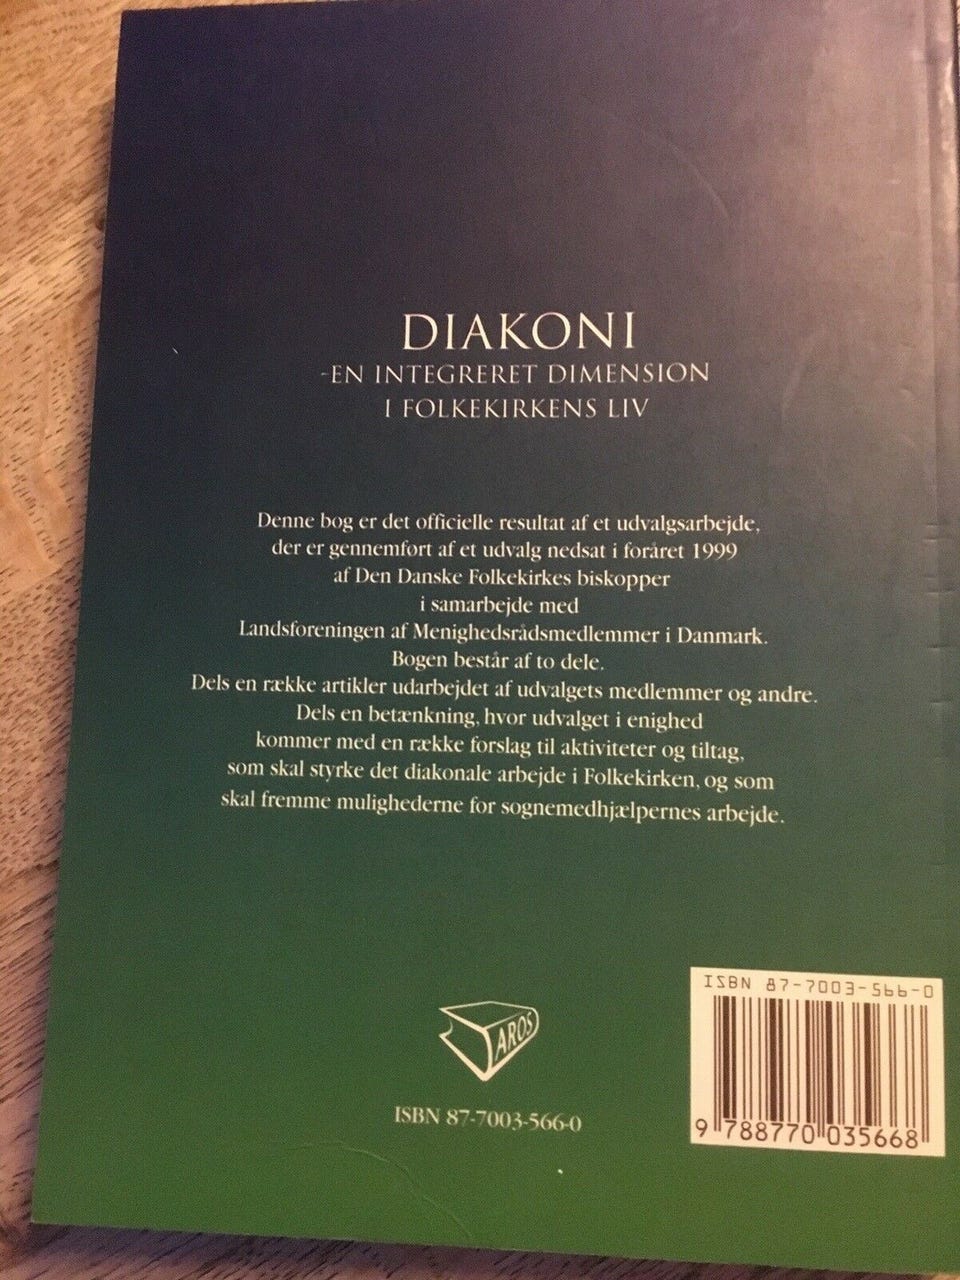 DIAKONI
-EN INTEGRERET DIMENSION
I FOLKEKIRKENS LIV
Denne bog er det officielle resultat af et udvalgsarbejde,
der er gennemført af et udvalg nedsat i foråret 1999
af Den Danske Folkekirkes biskopper
i samarbejde med
Landsforeningen af Menighedsrådsmedlemmer i Danmark.
Bogen består af to dele.
Dels en række artikler udarbejdet af udvalgets medlemmer og andre.
Dels en betænkning, hvor udvalget i enighed
kommer med en række forslag til aktiviteter og tiltag,
som skal styrke det diakonale arbejde i Folkekirken, og som
skal fremme mulighederne for sognemedhjælpernes arbejde.
AROS
ISBN 87-7003-566-0
ISBN 87-7003-566-0
9 788770 035668